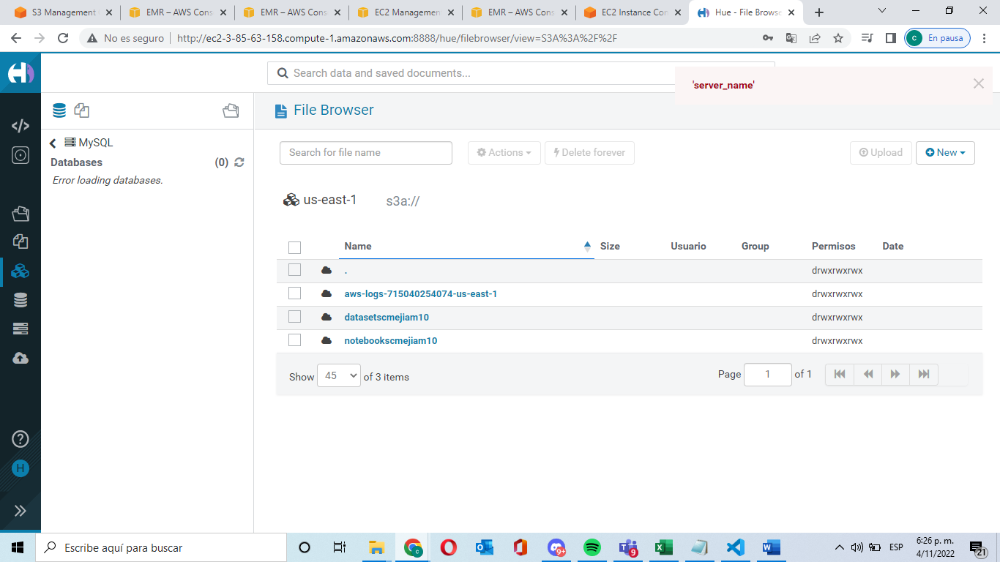 S3 Management
EMR – AWS Cons
EMR – AWS Cons
EC2 Managemen
EMR – AWS Cons
EC2 Instance Con
Hue - File Browse
No es seguro
http://ec2-3-85-63-158.compute-1.amazonaws.com:8888/hue/filebrowser/view=S3A%3A%2F%2F
c
En pausa
Search data and saved documents...
'server_name'
File Browser
MySQL
Databases (0)
Error loading databases.
Search for file name
Actions
Delete forever
Upload
New
us-east-1
s3a://
Name Size Usuario Group Permisos Date
. drwxrwxrwx
aws-logs-715040254074-us-east-1 drwxrwxrwx
datasetscmejiam10 drwxrwxrwx
notebookscmejiam10 drwxrwxrwx
Show 45 of 3 items
Page 1 of 1
H
Escribe aquí para buscar
c
9+
9
ESP
6:26 p. m.
4/11/2022
21